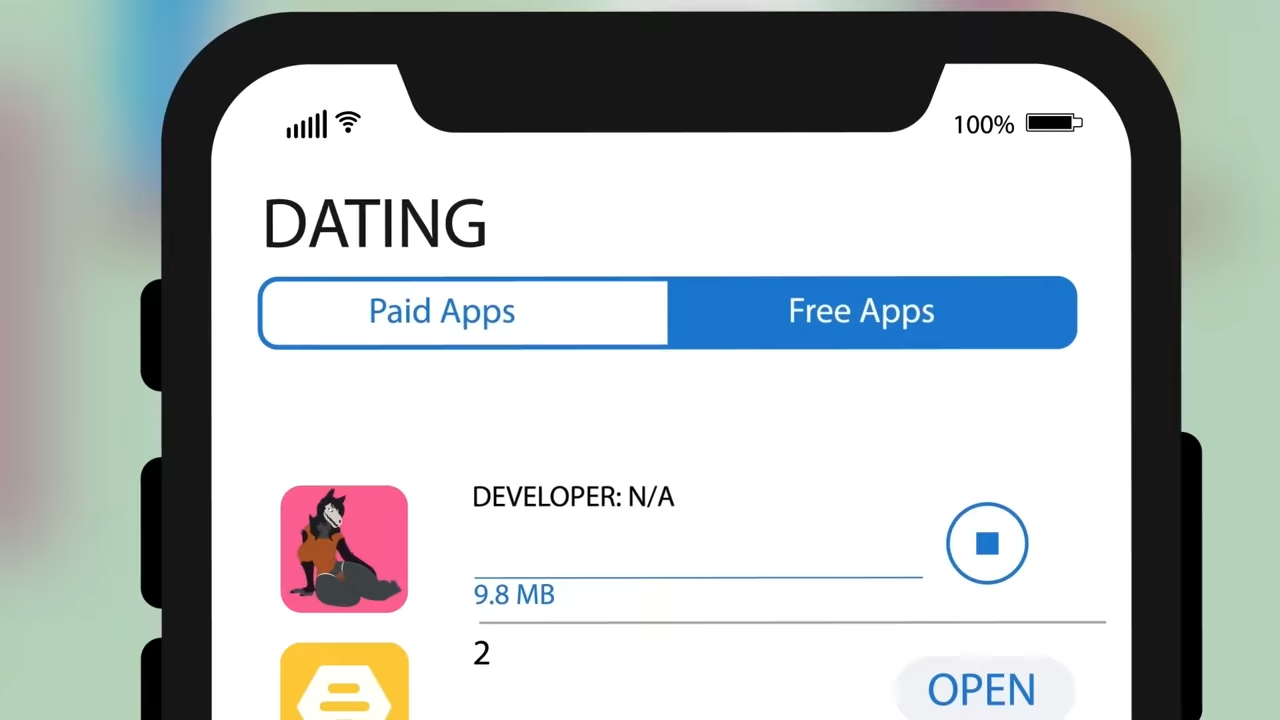 100%
DATING
Paid Apps
Free Apps
DEVELOPER: N/A
9.8 MB
2
OPEN